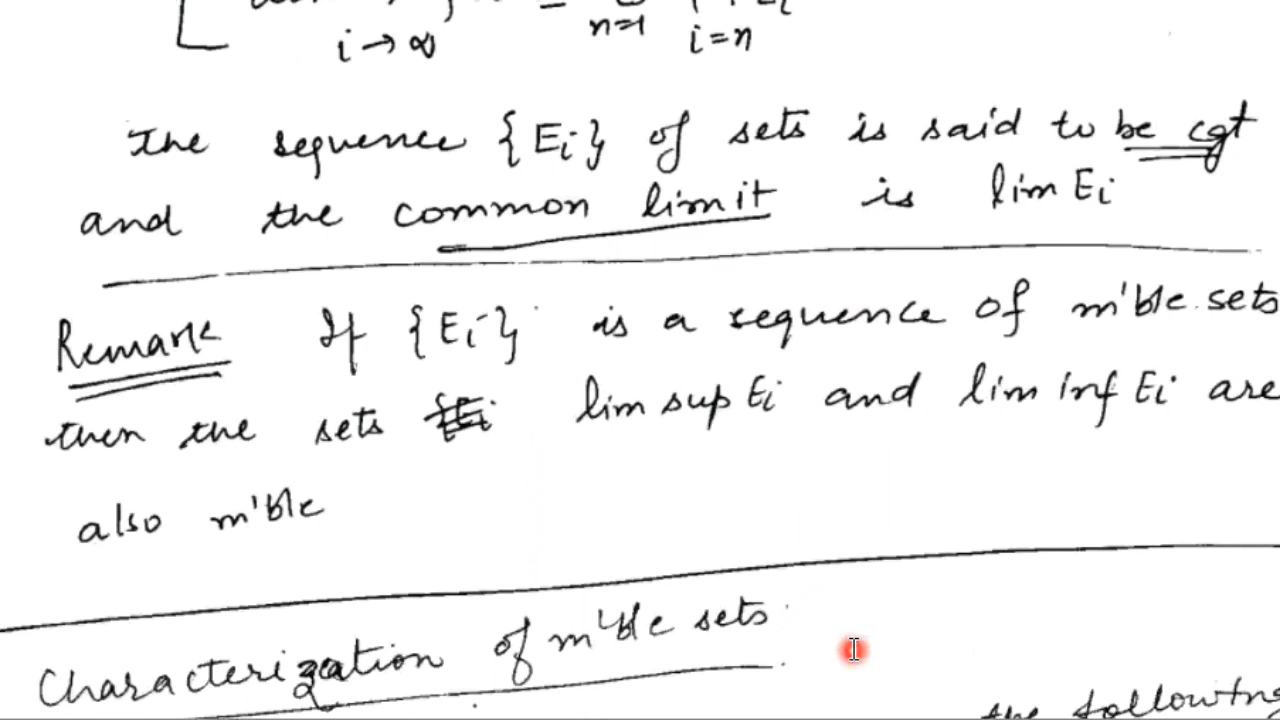 i → ∞ n=1 i=n
The sequence {Ei} of sets is said to be cgt
and the common limit is lim Ei
Remark If {Ei} is a sequence of m'ble sets
then the sets lim sup Ei and lim inf Ei are
also m'ble
Characterization of m'ble sets
the following